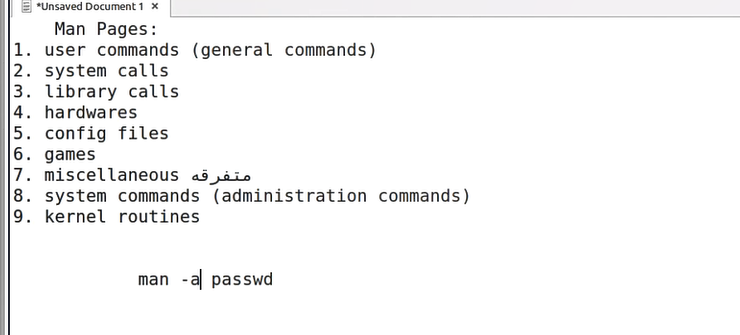 *Unsaved Document 1 ×
Man Pages:
1. user commands (general commands)
2. system calls
3. library calls
4. hardwares
5. config files
6. games
7. miscellaneous متفرقه
8. system commands (administration commands)
9. kernel routines
man -a passwd